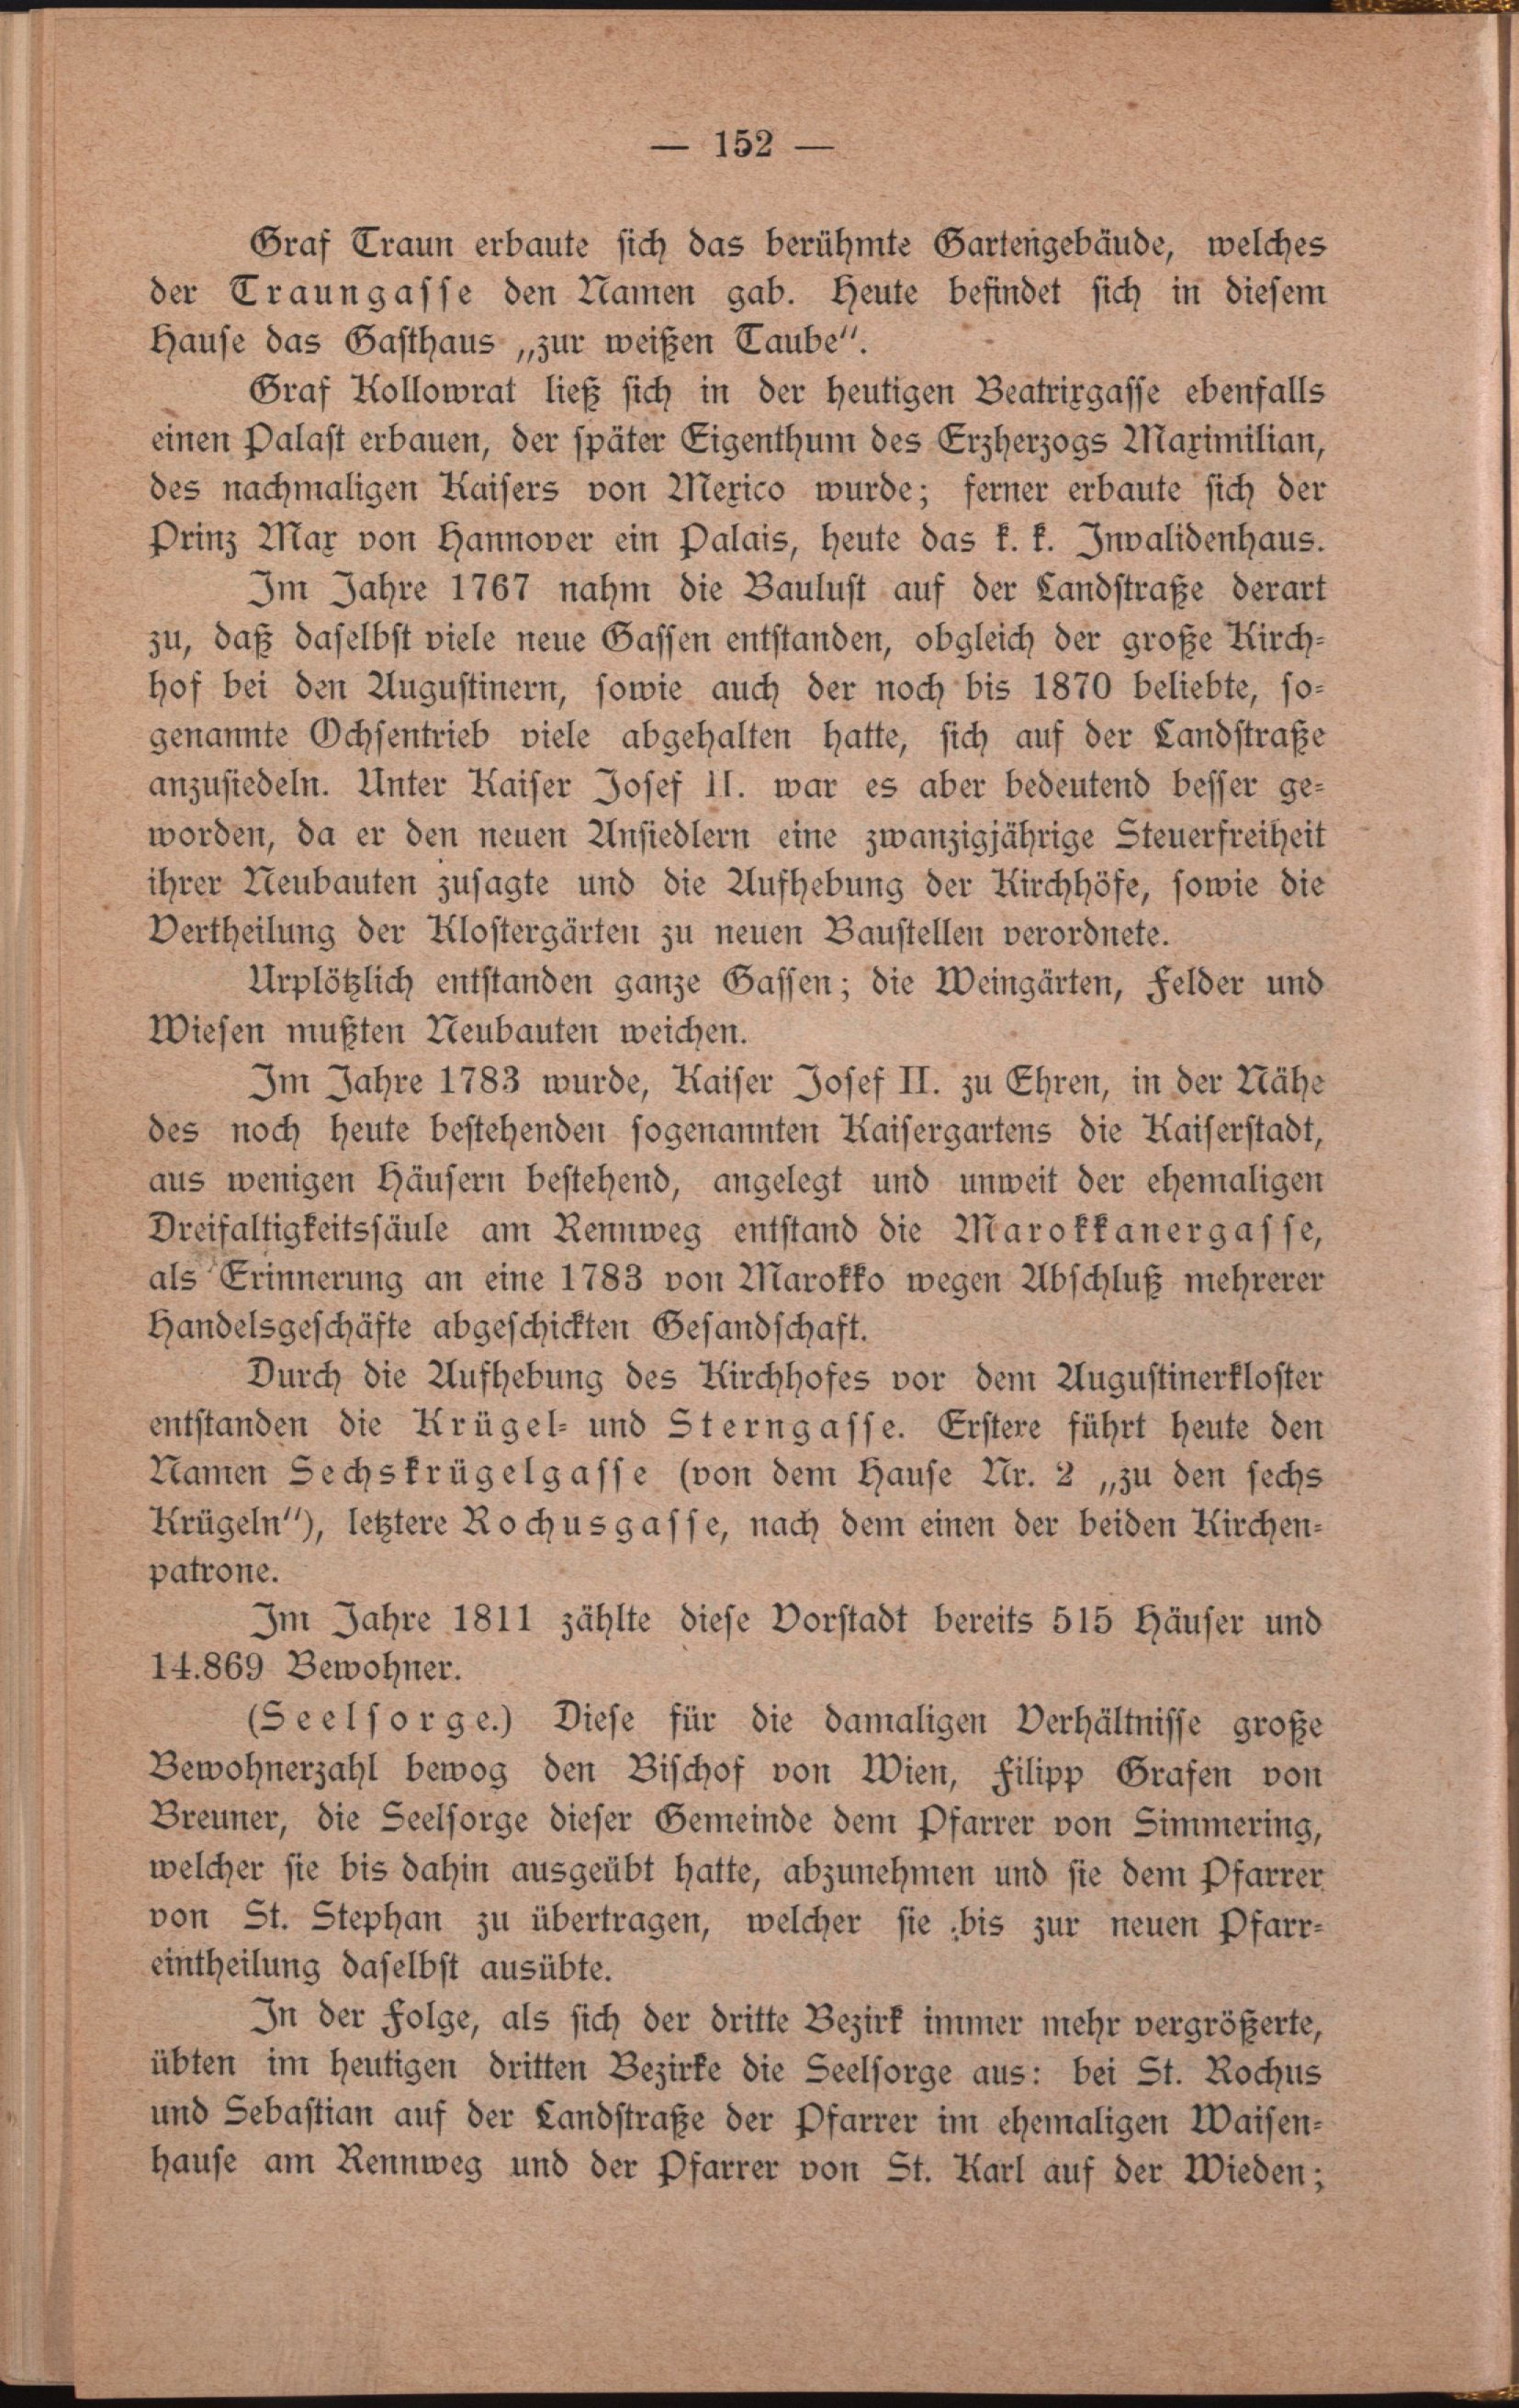 — 152 —
Graf Traun erbaute sich das berühmte Gartengebäude, welches
der Traungasse den Namen gab. Heute befindet sich in diesem
Hause das Gasthaus „zur weißen Taube“.
Graf Kollowrat ließ sich in der heutigen Beatrixgasse ebenfalls
einen Palast erbauen, der später Eigenthum des Erzherzogs Maximilian,
des nachmaligen Kaisers von Mexico wurde; ferner erbaute sich der
Prinz Max von Hannover ein Palais, heute das k. k. Invalidenhaus.
Im Jahre 1767 nahm die Baulust auf der Landstraße derart
zu, daß daselbst viele neue Gassen entstanden, obgleich der große Kirch-
hof bei den Augustinern, sowie auch der noch bis 1870 beliebte, so-
genannte Ochsentrieb viele abgehalten hatte, sich auf der Landstraße
anzusiedeln. Unter Kaiser Josef II. war es aber bedeutend besser ge-
worden, da er den neuen Ansiedlern eine zwanzigjährige Steuerfreiheit
ihrer Neubauten zusagte und die Aufhebung der Kirchhöfe, sowie die
Vertheilung der Klostergärten zu neuen Baustellen verordnete.
Urplötzlich entstanden ganze Gassen; die Weingärten, Felder und
Wiesen mußten Neubauten weichen.
Im Jahre 1783 wurde, Kaiser Josef II. zu Ehren, in der Nähe
des noch heute bestehenden sogenannten Kaisergartens die Kaiserstadt,
aus wenigen Häusern bestehend, angelegt und unweit der ehemaligen
Dreifaltigkeitssäule am Rennweg entstand die Marokkanergasse,
als Erinnerung an eine 1783 von Marokko wegen Abschluß mehrerer
Handelsgeschäfte abgeschickten Gesandschaft.
Durch die Aufhebung des Kirchhofes vor dem Augustinerkloster
entstanden die Krügel- und Sterngasse. Erstere führt heute den
Namen Sechskrügelgasse (von dem Hause Nr. 2 „zu den sechs
Krügeln“), letztere Rochusgasse, nach dem einen der beiden Kirchen-
patrone.
Im Jahre 1811 zählte diese Vorstadt bereits 515 Häuser und
14.869 Bewohner.
(Seelsorge.) Diese für die damaligen Verhältnisse große
Bewohnerzahl bewog den Bischof von Wien, Filipp Grafen von
Breuner, die Seelsorge dieser Gemeinde dem Pfarrer von Simmering,
welcher sie bis dahin ausgeübt hatte, abzunehmen und sie dem Pfarrer
von St. Stephan zu übertragen, welcher sie bis zur neuen Pfarr-
eintheilung daselbst ausübte.
In der Folge, als sich der dritte Bezirk immer mehr vergrößerte,
übten im heutigen dritten Bezirke die Seelsorge aus: bei St. Rochus
und Sebastian auf der Landstraße der Pfarrer im ehemaligen Waisen-
hause am Rennweg und der Pfarrer von St. Karl auf der Wieden;